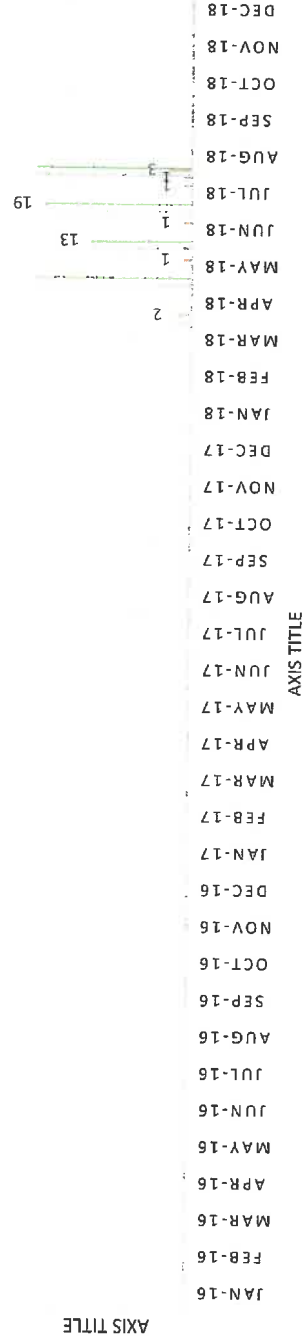 DEC-18
NOV-18
OCT-18
SEP-18
AUG-18
3
1
JUL-18
19
1
JUN-18
13
1
MAY-18
APR-18
2
MAR-18
FEB-18
JAN-18
DEC-17
NOV-17
OCT-17
SEP-17
AUG-17
JUL-17
JUN-17
MAY-17
APR-17
MAR-17
FEB-17
JAN-17
DEC-16
NOV-16
OCT-16
SEP-16
AUG-16
JUL-16
JUN-16
MAY-16
APR-16
MAR-16
FEB-16
JAN-16
AXIS TITLE
AXIS TITLE